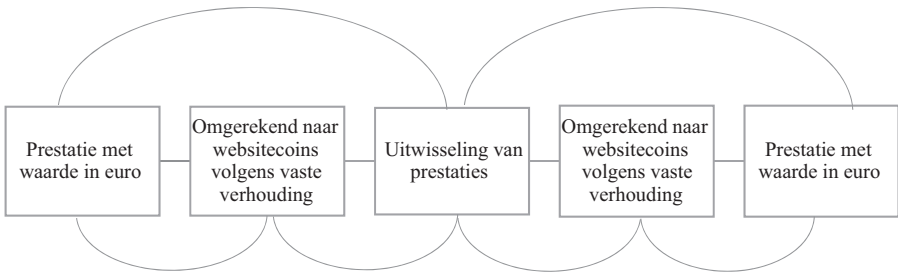 Prestatie met
waarde in euro
Omgerekend naar
websitecoins
volgens vaste
verhouding
Uitwisseling van
prestaties
Omgerekend naar
websitecoins
volgens vaste
verhouding
Prestatie met
waarde in euro